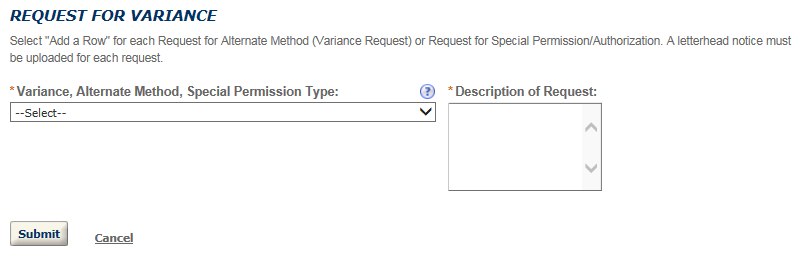 REQUEST FOR VARIANCE
Select "Add a Row" for each Request for Alternate Method (Variance Request) or Request for Special Permission/Authorization. A letterhead notice must
be uploaded for each request.
*Variance, Alternate Method, Special Permission Type: ? *Description of Request:
--Select--
Submit Cancel